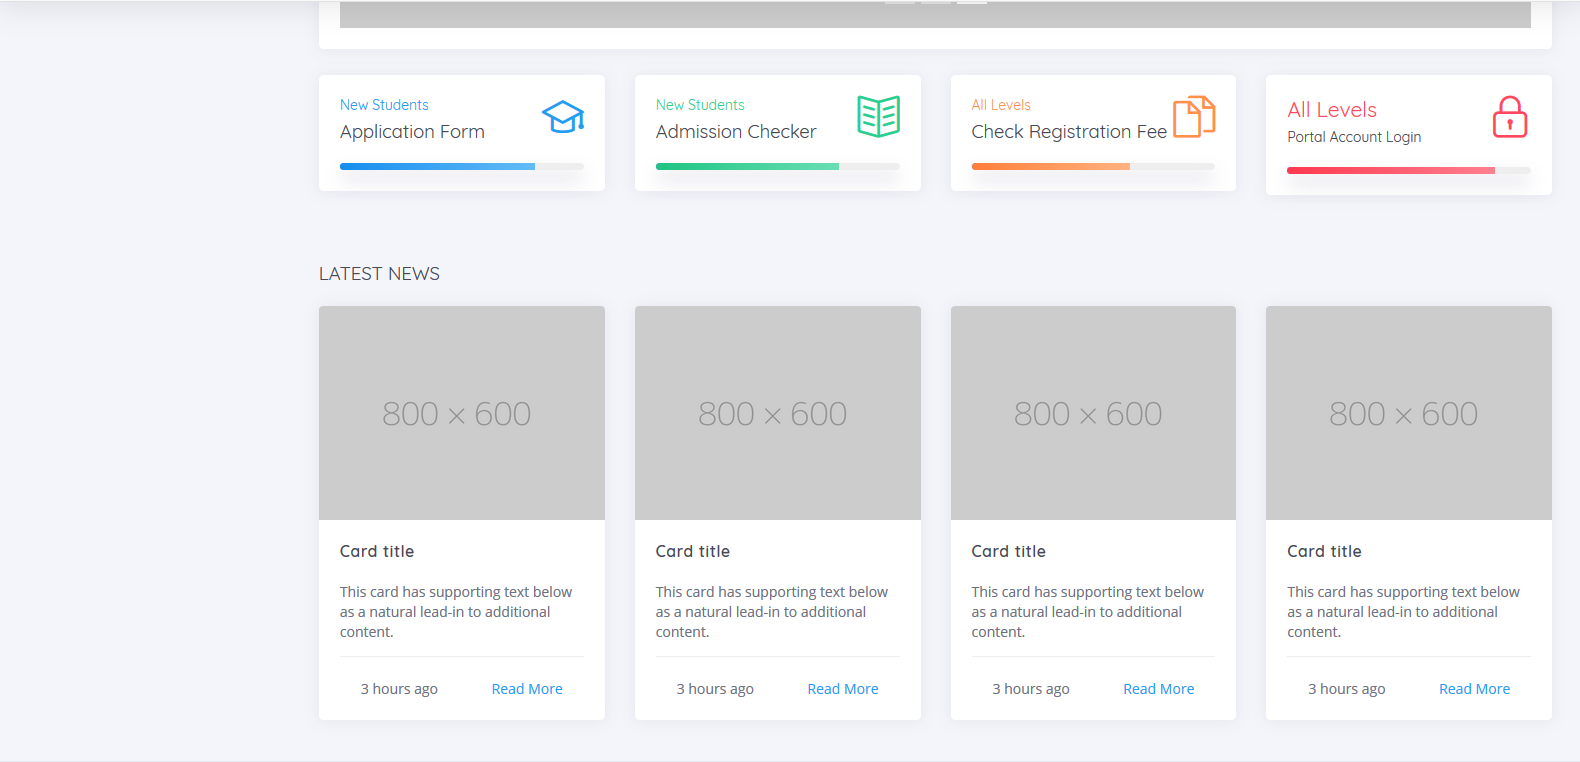 New Students
Application Form
New Students
Admission Checker
All Levels
Check Registration Fee
All Levels
Portal Account Login
LATEST NEWS
800 × 600
800 × 600
800 × 600
800 × 600
Card title
This card has supporting text below
as a natural lead-in to additional
content.
3 hours ago
Read More
Card title
This card has supporting text below
as a natural lead-in to additional
content.
3 hours ago
Read More
Card title
This card has supporting text below
as a natural lead-in to additional
content.
3 hours ago
Read More
Card title
This card has supporting text below
as a natural lead-in to additional
content.
3 hours ago
Read More